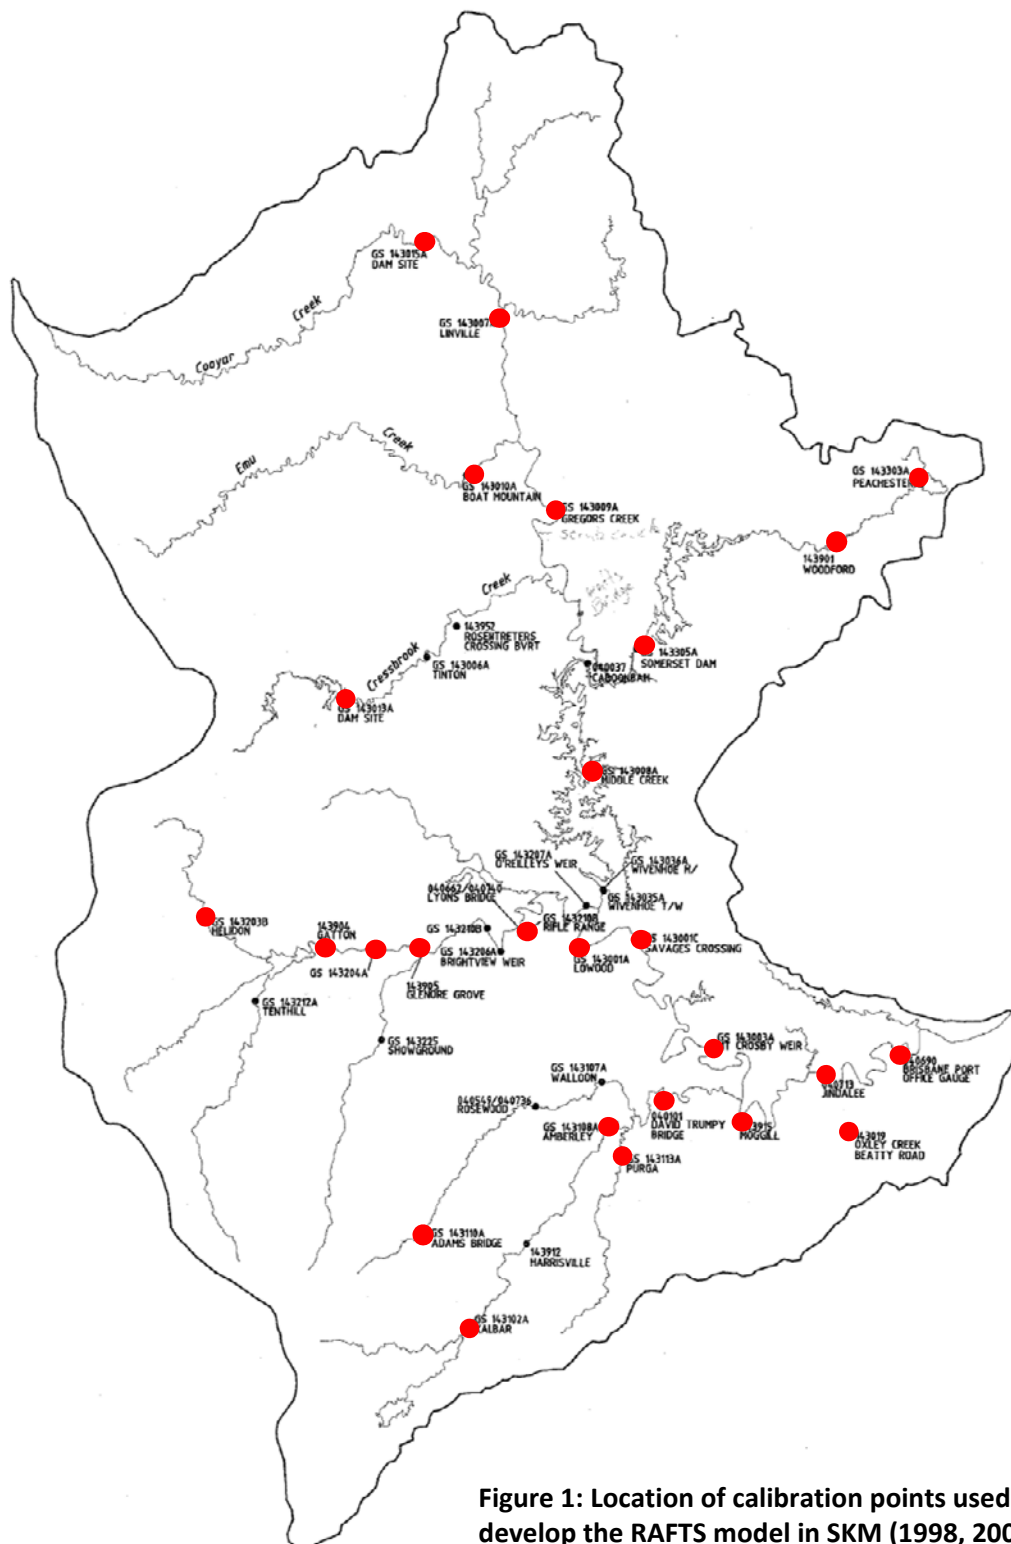 GS 143015A
DAM SITE
Creek
Cooyar
GS 143007
LINVILLE
Creek
Emu
GS 143010A
BOAT MOUNTAIN
GS 143303A
PEACHESTER
GS 143009A
GREGORS CREEK
143901
WOODFORD
Creek
Bridge
143952
ROSENTRETERS
CROSSING BVRT
Cressbrook
GS 143006A
TINTON
GS 143305A
SOMERSET DAM
040037
CABOONBAH
GS 143013A
DAM SITE
GS 143008A
MIDDLE CREEK
GS 143207A
O'REILLEYS WEIR
GS 143036A
WIVENHOE H/
040662/040740
LYONS BRIDGE
GS 143035A
WIVENHOE T/W
GS 143203B
HELIDON
143904
GATTON
GS 143210B
GS 143210B
RIFLE RANGE
GS 143001C
SAVAGES CROSSING
GS 143204A
GS 143206A
BRIGHTVIEW WEIR
GS 143001A
LOWOOD
143905
GLENORE GROVE
GS 143212A
TENTHILL
GS 143225
SHOWGROUND
GS 143003A
MT CROSBY WEIR
040690
BRISBANE PORT
OFFICE GAUGE
GS 143107A
WALLOON
040713
JINDALEE
040549/040736
ROSEWOOD
040101
DAVID TRUMPY
BRIDGE
GS 143108A
AMBERLEY
143915
MOGGILL
143019
OXLEY CREEK
BEATTY ROAD
GS 143113A
PURGA
GS 143110A
ADAMS BRIDGE
143912
HARRISVILLE
GS 143102A
KALBAR
Figure 1: Location of calibration points used
develop the RAFTS model in SKM (1998, 200